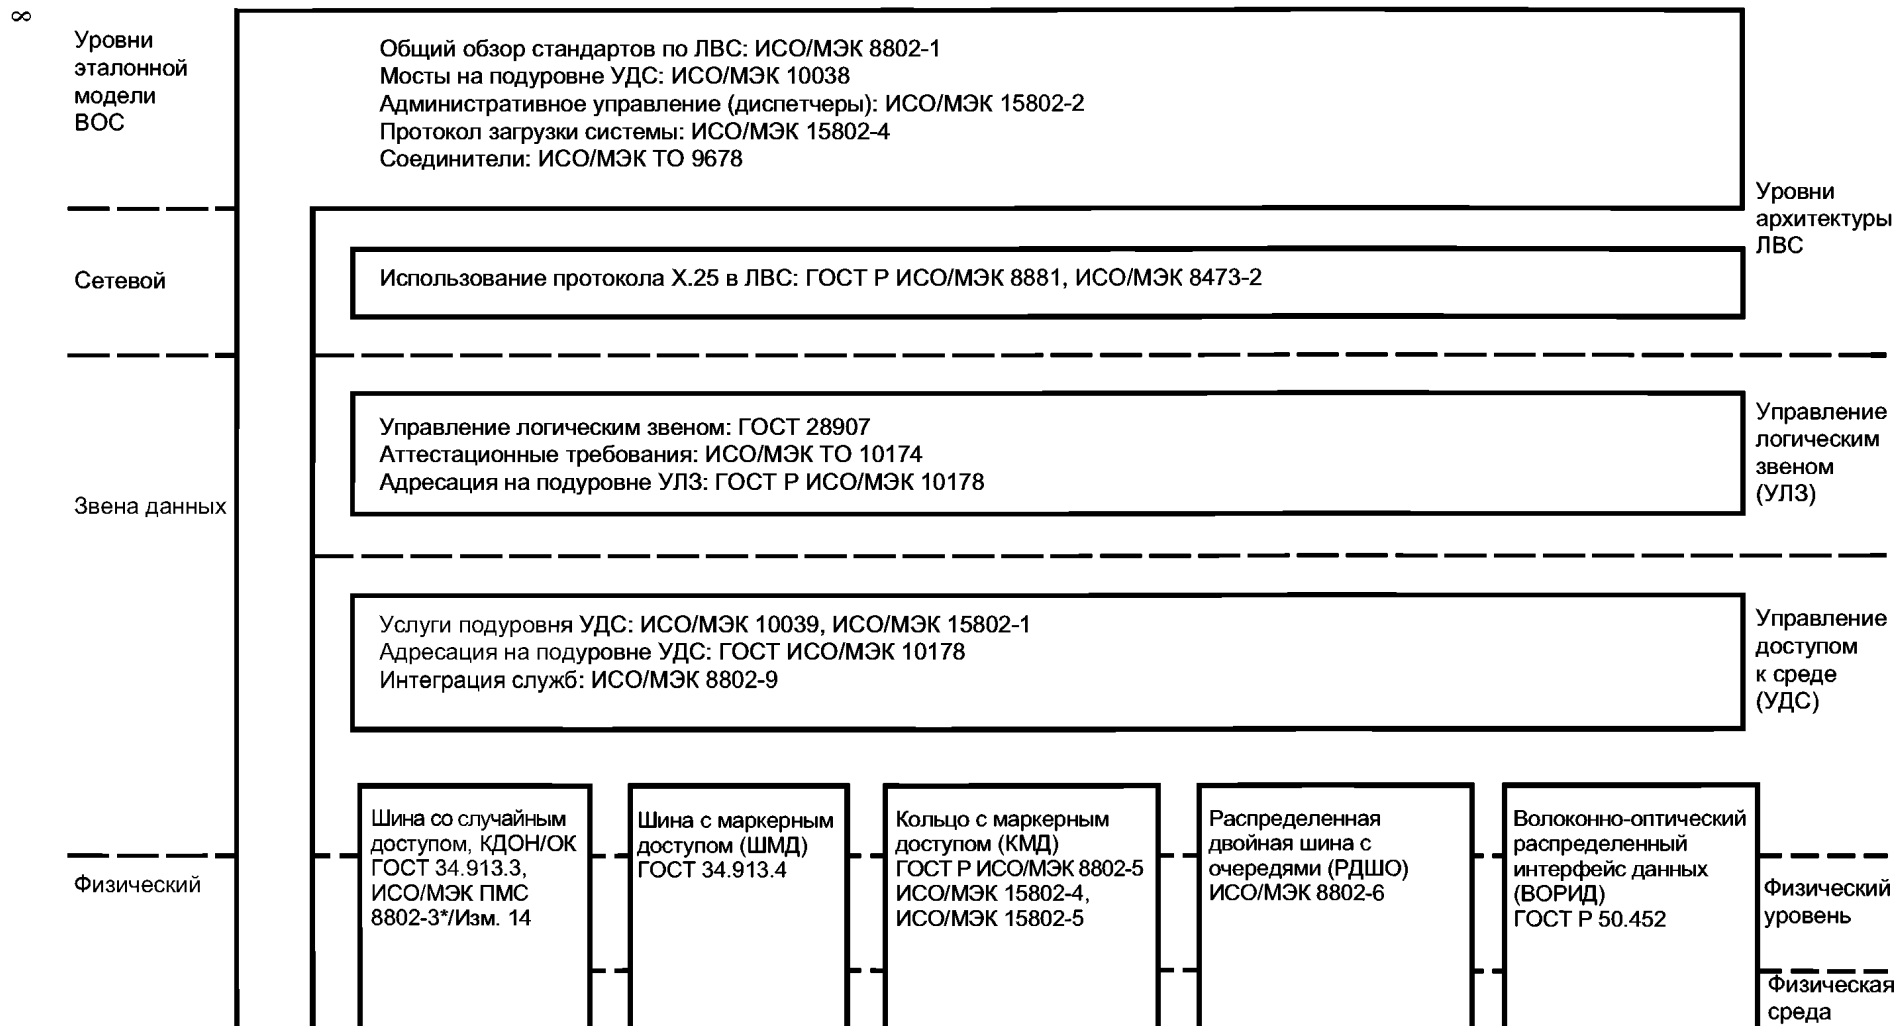 8
Уровни
эталонной
модели
ВОС
Общий обзор стандартов по ЛВС: ИСО/МЭК 8802-1
Мосты на подуровне УДС: ИСО/МЭК 10038
Административное управление (диспетчеры): ИСО/МЭК 15802-2
Протокол загрузки системы: ИСО/МЭК 15802-4
Соединители: ИСО/МЭК ТО 9678
Уровни
архитектуры
ЛВС
Сетевой
Использование протокола X.25 в ЛВС: ГОСТ Р ИСО/МЭК 8881, ИСО/МЭК 8473-2
Звена данных
Управление логическим звеном: ГОСТ 28907
Аттестационные требования: ИСО/МЭК ТО 10174
Адресация на подуровне УЛЗ: ГОСТ Р ИСО/МЭК 10178
Управление
логическим
звеном
(УЛЗ)
Услуги подуровня УДС: ИСО/МЭК 10039, ИСО/МЭК 15802-1
Адресация на подуровне УДС: ГОСТ ИСО/МЭК 10178
Интеграция служб: ИСО/МЭК 8802-9
Управление
доступом
к среде
(УДС)
Физический
Шина со случайным
доступом, КДОН/ОК
ГОСТ 34.913.3,
ИСО/МЭК ПМС
8802-3*/Изм. 14
Шина с маркерным
доступом (ШМД)
ГОСТ 34.913.4
Кольцо с маркерным
доступом (КМД)
ГОСТ Р ИСО/МЭК 8802-5
ИСО/МЭК 15802-4,
ИСО/МЭК 15802-5
Распределенная
двойная шина с
очередями (РДШО)
ИСО/МЭК 8802-6
Волоконно-оптический
распределенный
интерфейс данных
(ВОРИД)
ГОСТ Р 50.452
Физический
уровень
Физическая
среда